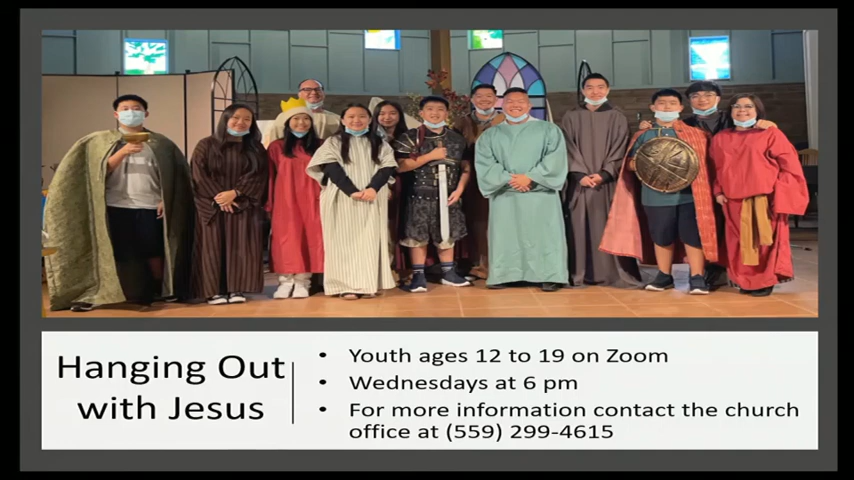 Hanging Out
with Jesus
• Youth ages 12 to 19 on Zoom
• Wednesdays at 6 pm
• For more information contact the church
office at (559) 299-4615